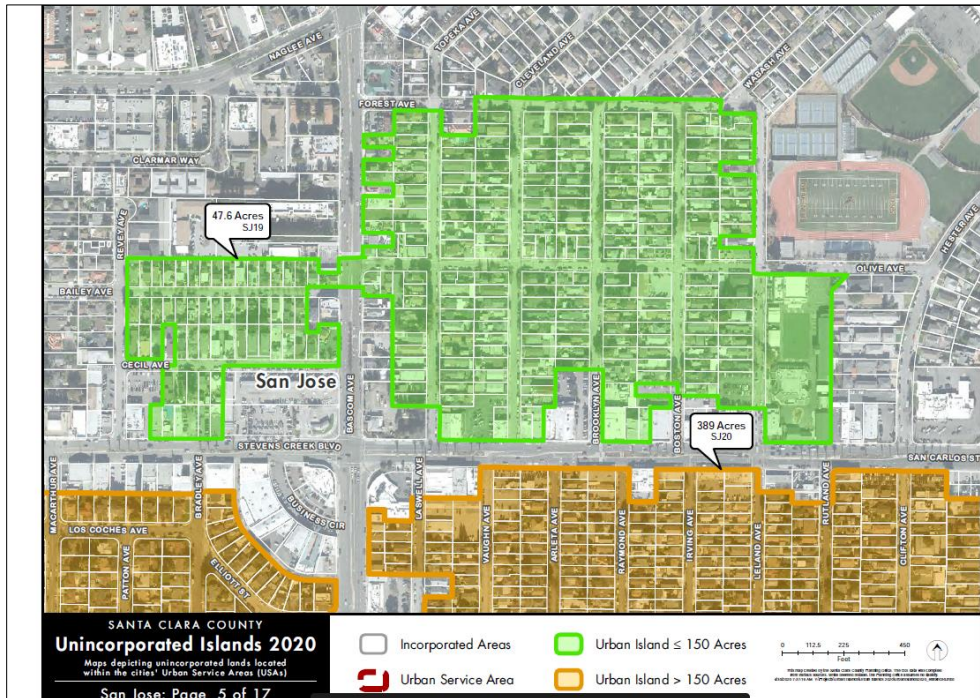 NAGLEE AVE
TOPEKA AVE
CLEVELAND AVE
WABASH AVE
FOREST AVE
CLARMAR WAY
REVEY AVE
47.6 Acres
SJ19
HESTER AVE
OLIVE AVE
BAILEY AVE
CECIL AVE
San Jose
BASCOM AVE
BROOKLYN AVE
BOSTON AVE
389 Acres
SJ20
STEVENS CREEK BLVD
SAN CARLOS ST
MACARTHUR AVE
BRADLEY AVE
BUSINESS CIR
LASWELL AVE
LOS COCHES AVE
PATTON AVE
ELLIOTT ST
VAUGHN AVE
ARLETA AVE
RAYMOND AVE
IRVING AVE
LELAND AVE
RUTLAND AVE
CLIFTON AVE
SANTA CLARA COUNTY
Unincorporated Islands 2020
Maps depicting unincorporated lands located
within the cities' Urban Service Areas (USAs)
San Jose: Page 5 of 17
Incorporated Areas
Urban Service Area
Urban Island ≤ 150 Acres
Urban Island > 150 Acres
0 112.5 225 450
Feet